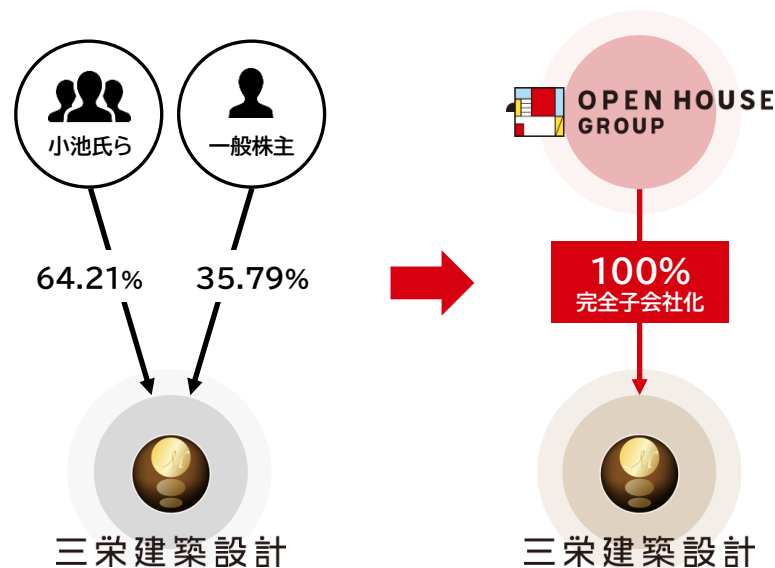 小池氏ら
一般株主
64.21%
35.79%
三栄建築設計
OPEN HOUSE
GROUP
100%
完全子会社化
三栄建築設計